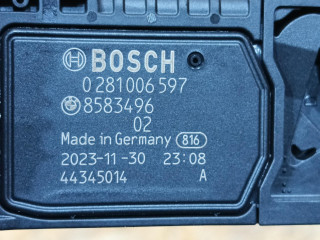 BOSCH
0 281 006 597
8583496
02
Made in Germany 816
2023-11-30 23:08
44345014 A